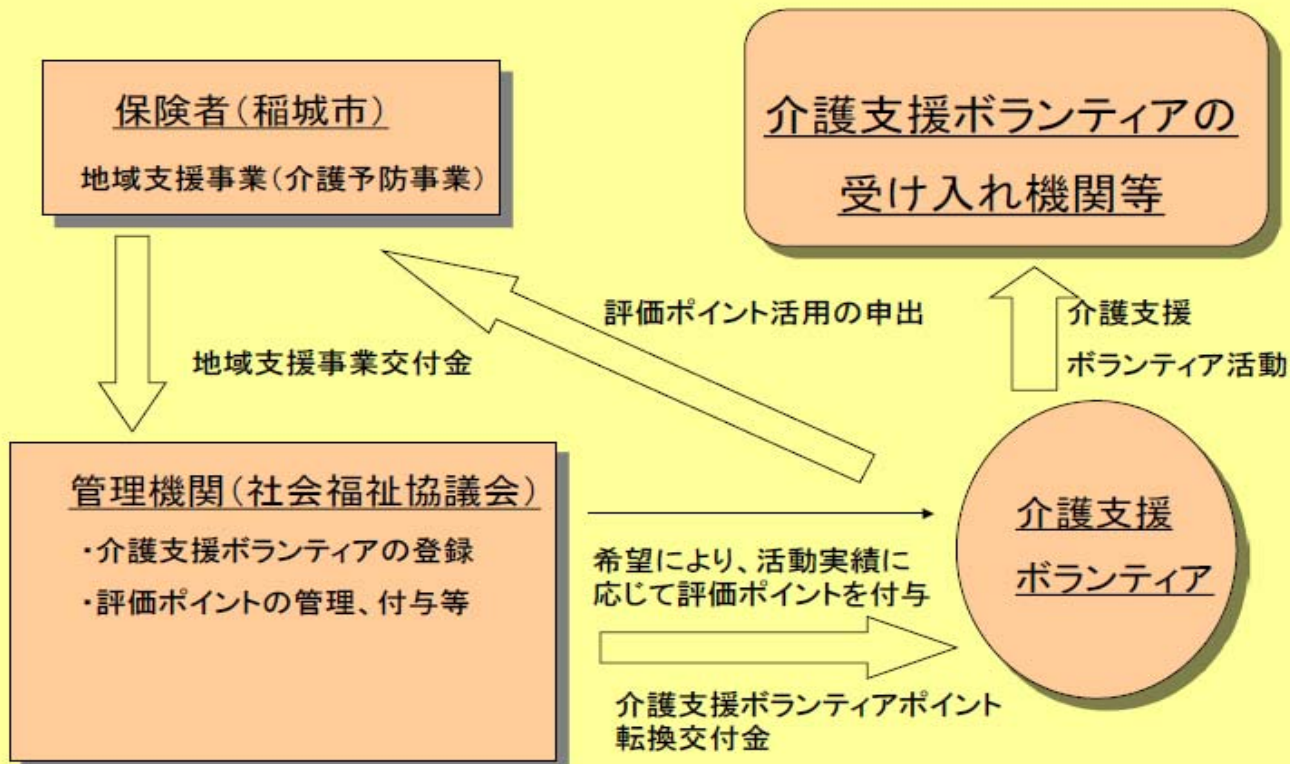 保険者(稲城市)
地域支援事業(介護予防事業)
介護支援ボランティアの
受け入れ機関等
評価ポイント活用の申出
介護支援
ボランティア活動
地域支援事業交付金
管理機関(社会福祉協議会)
・介護支援ボランティアの登録
・評価ポイントの管理、付与等
希望により、活動実績に
応じて評価ポイントを付与
介護支援ボランティアポイント
転換交付金
介護支援
ボランティア